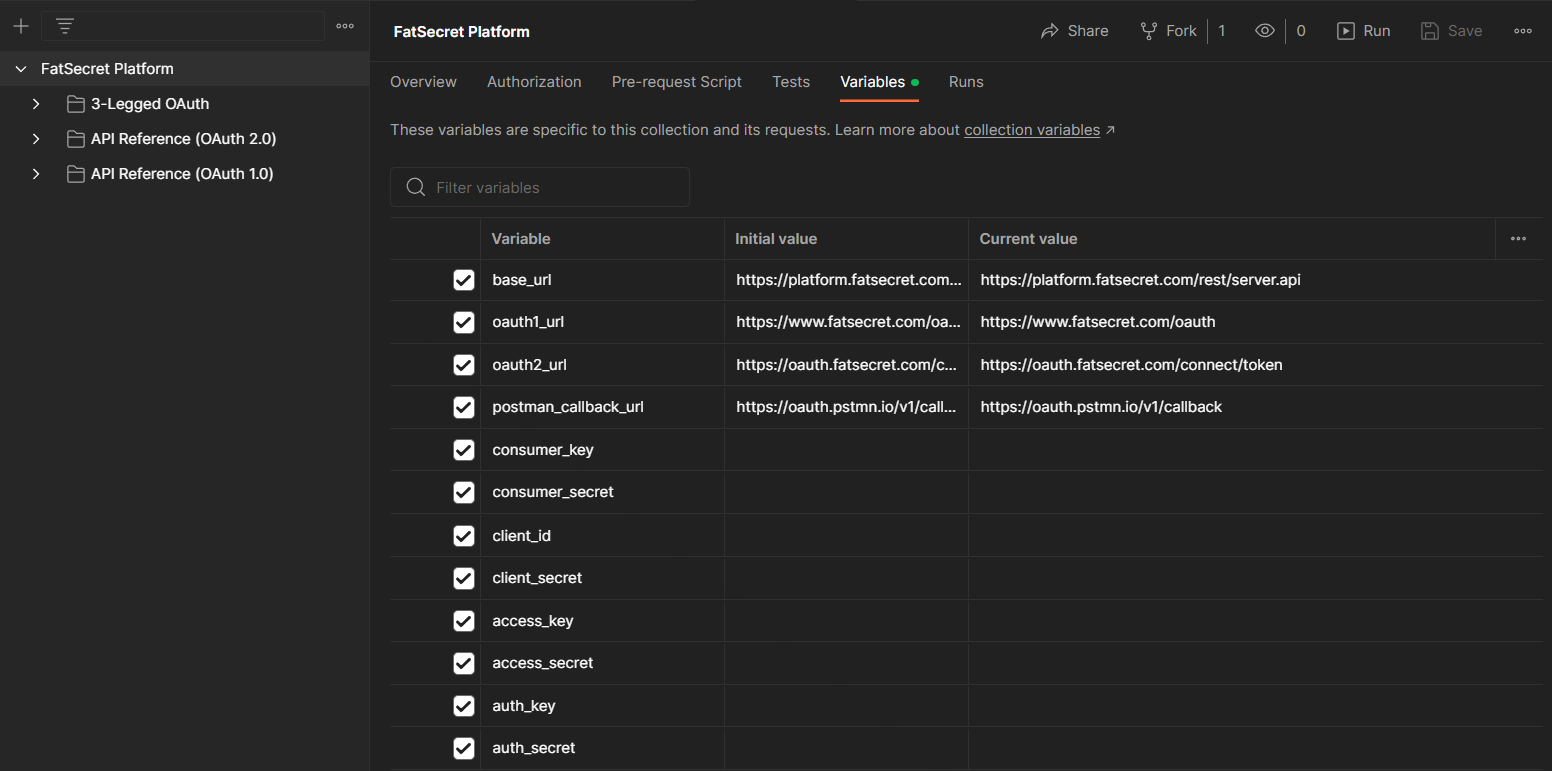 FatSecret Platform
3-Legged OAuth
API Reference (OAuth 2.0)
API Reference (OAuth 1.0)
FatSecret Platform
Share Fork 1 0 Run Save
Overview Authorization Pre-request Script Tests Variables Runs
These variables are specific to this collection and its requests. Learn more about collection variables ↗
Filter variables
Variable Initial value Current value
base_url https://platform.fatsecret.com... https://platform.fatsecret.com/rest/server.api
oauth1_url https://www.fatsecret.com/oa... https://www.fatsecret.com/oauth
oauth2_url https://oauth.fatsecret.com/c... https://oauth.fatsecret.com/connect/token
postman_callback_url https://oauth.pstmn.io/v1/call... https://oauth.pstmn.io/v1/callback
consumer_key
consumer_secret
client_id
client_secret
access_key
access_secret
auth_key
auth_secret